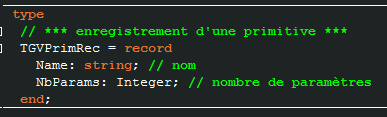 type
// *** enregistrement d'une primitive ***
TGVPrimRec = record
Name: string; // nom
NbParams: Integer; // nombre de paramètres
end;